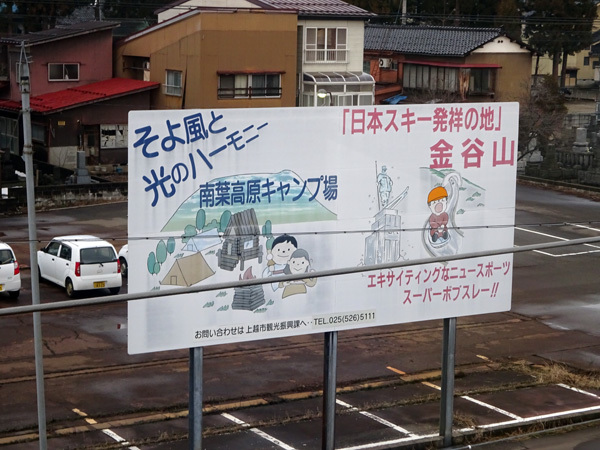 そよ風と
光のハーモニー
南葉高原キャンプ場
「日本スキー発祥の地」
金谷山
エキサイティングなニュースポーツ
スーパーボブスレー!!
お問い合わせは 上越市観光振興課へ‥TEL.025(526)5111